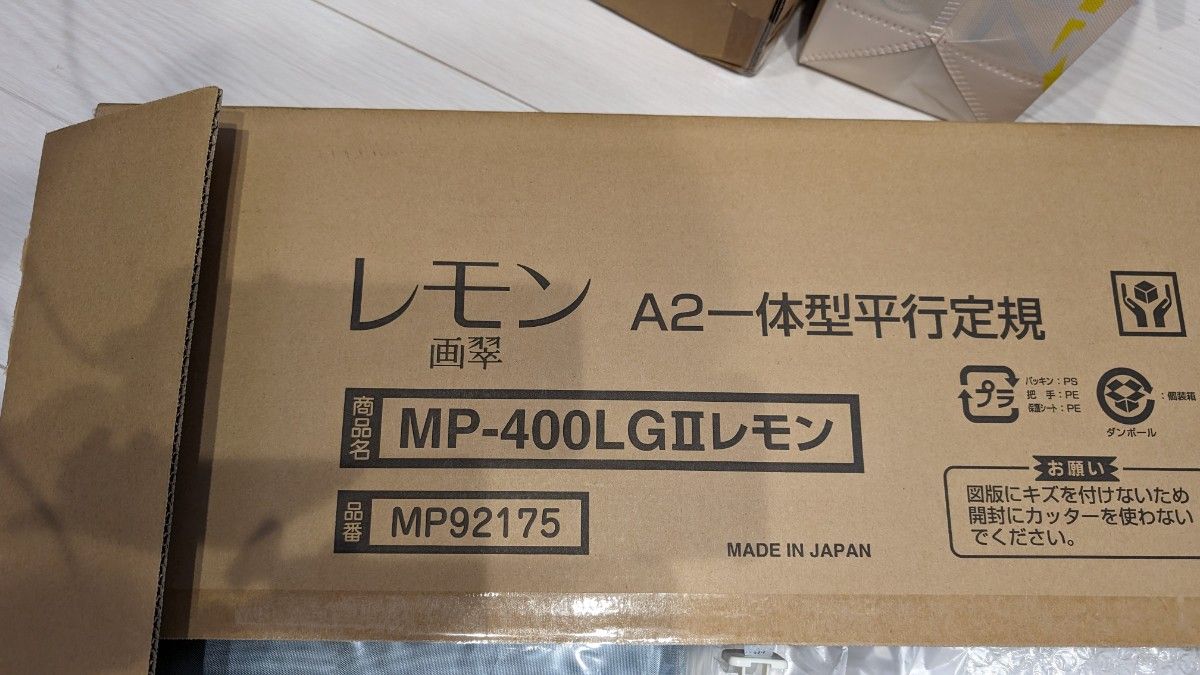 レモン
画翠
A2一体型平行定規
商品名
MP-400LGⅡレモン
品番
MP92175
MADE IN JAPAN
プラ
パッキン：PS
把 手：PE
保護シート：PE
：個装箱
ダンボール
お願い
図版にキズを付けないため
開封にカッターを使わない
でください。